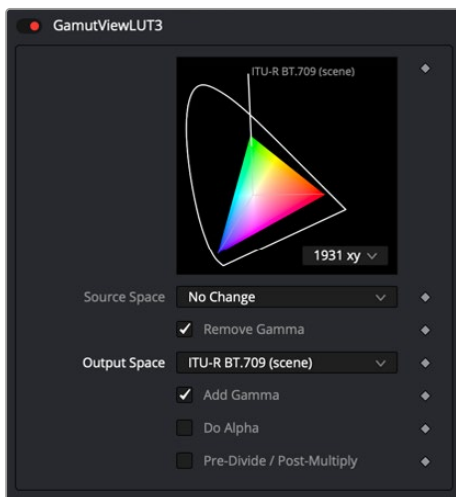 GamutViewLUT3
ITU-R BT.709 (scene)
1931 xy
Source Space No Change
Remove Gamma
Output Space ITU-R BT.709 (scene)
Add Gamma
Do Alpha
Pre-Divide / Post-Multiply